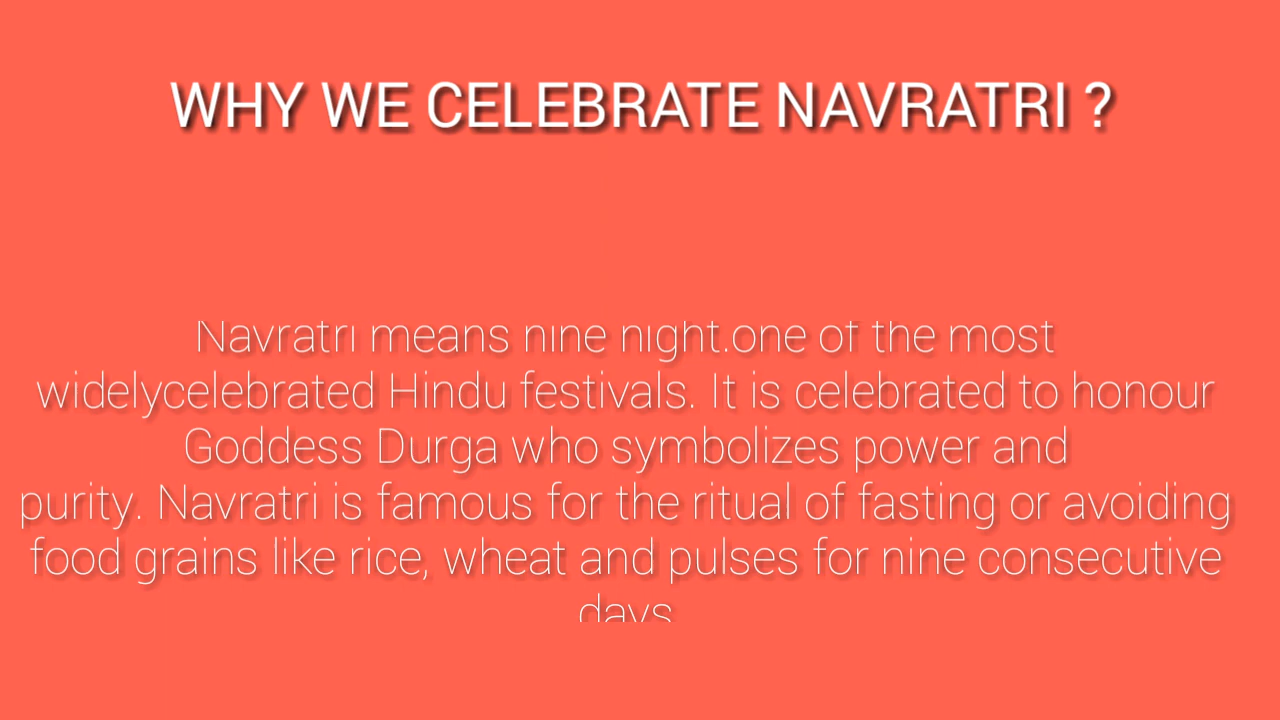 WHY WE CELEBRATE NAVRATRI ?
Navratri means nine night.one of the most
widelycelebrated Hindu festivals. It is celebrated to honour
Goddess Durga who symbolizes power and
purity. Navratri is famous for the ritual of fasting or avoiding
food grains like rice, wheat and pulses for nine consecutive
days